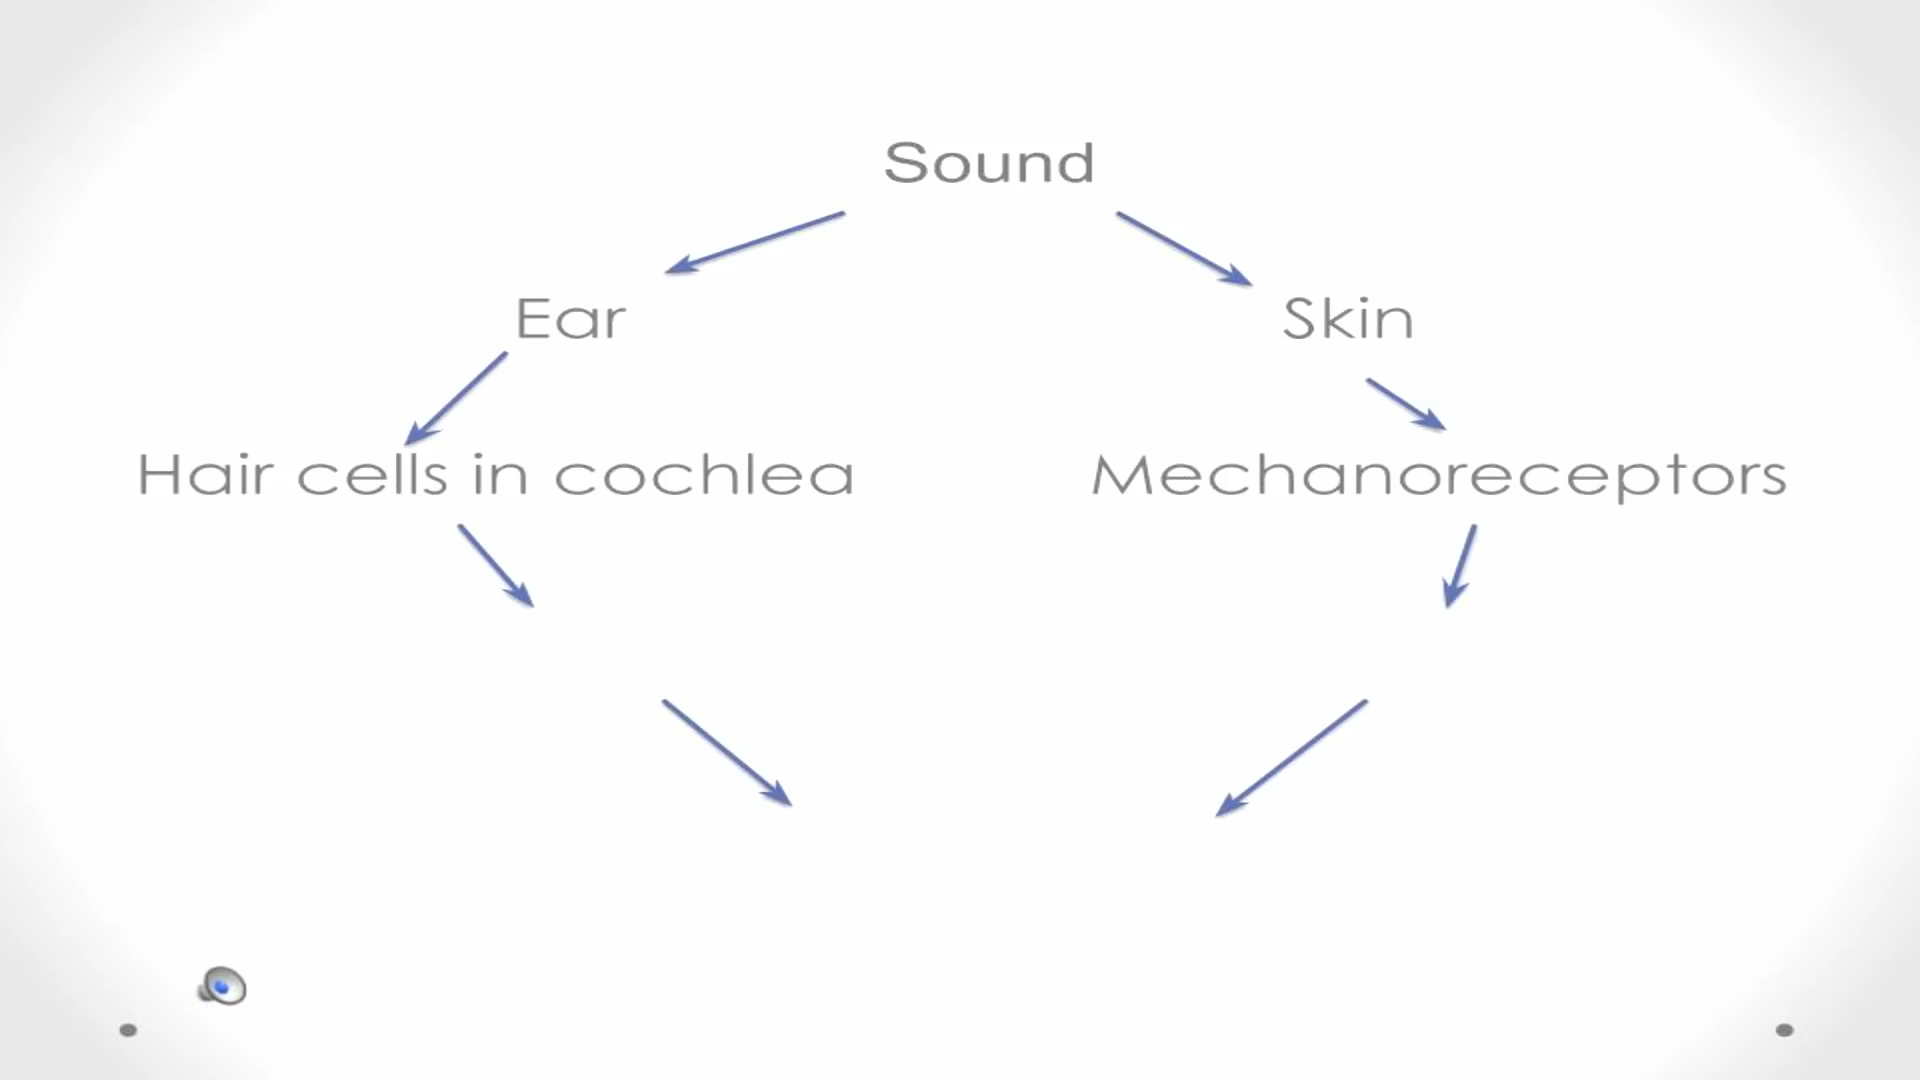 Sound
Ear
Skin
Hair cells in cochlea
Mechanoreceptors